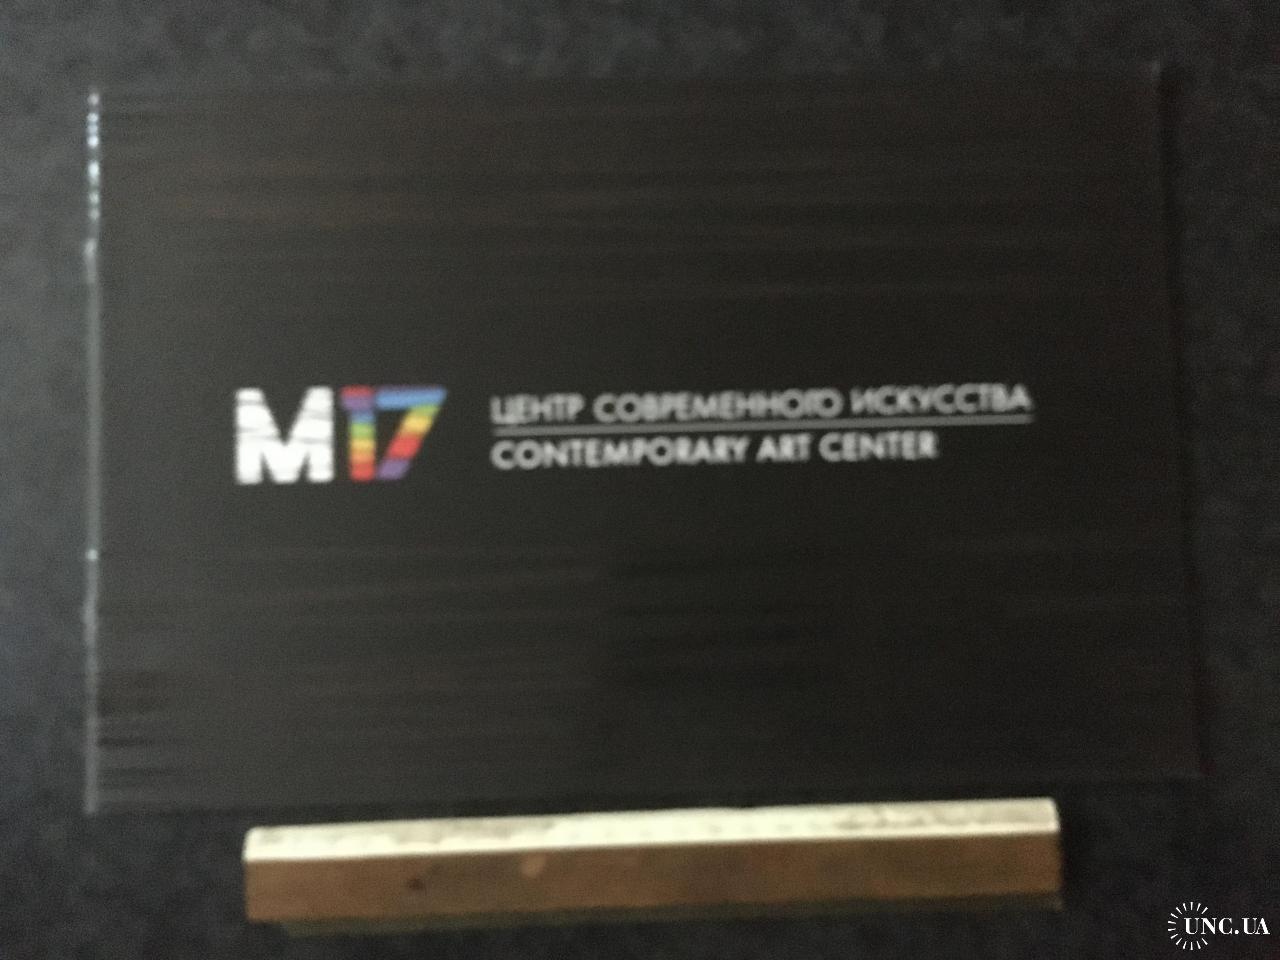 M17
ЦЕНТР СОВРЕМЕННОГО ИСКУССТВА
CONTEMPORARY ART CENTER
UNC.UA